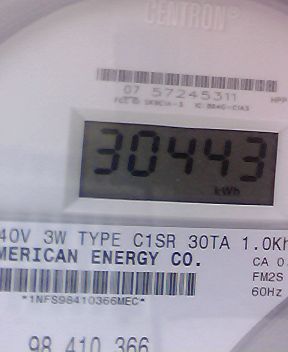 CENTRON®
07 57245311
HPP
30443
kWh
40V 3W TYPE C1SR 30TA 1.0Kh
MERICAN ENERGY CO.
CA 0
FM2S
60Hz
*1NFS98410366MEC*
98 410 366